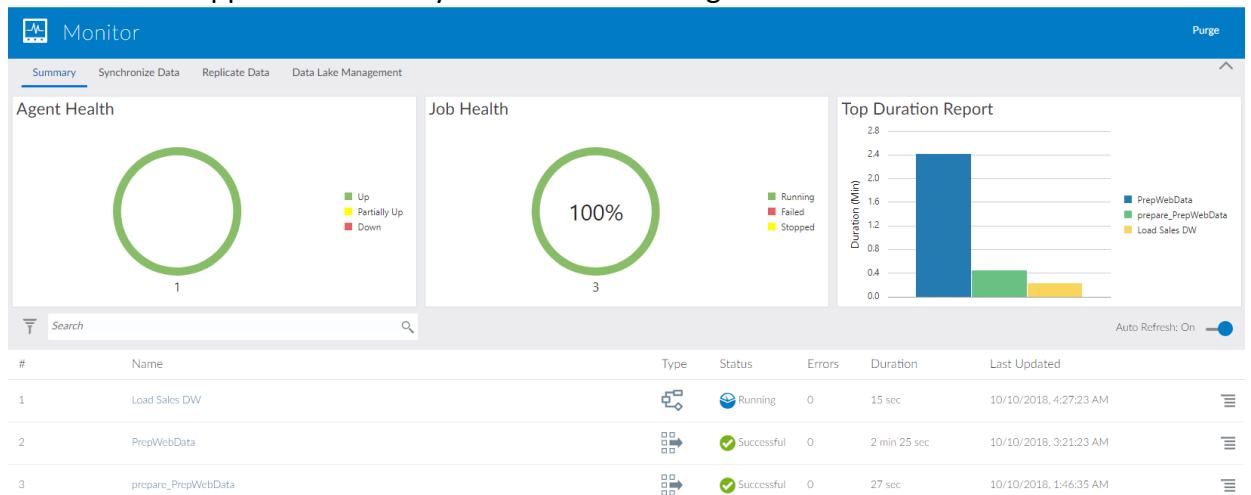 Monitor
Purge
Summary Synchronize Data Replicate Data Data Lake Management
Agent Health
Up
Partially Up
Down
1
Job Health
100%
Running
Failed
Stopped
3
Top Duration Report
Duration (Min)
2.8
2.4
2.0
1.6
1.2
0.8
0.4
0.0
PrepWebData
prepare_PrepWebData
Load Sales DW
Search
Auto Refresh: On
# Name Type Status Errors Duration Last Updated
1 Load Sales DW Running 0 15 sec 10/10/2018, 4:27:23 AM
2 PrepWebData Successful 0 2 min 25 sec 10/10/2018, 3:21:23 AM
3 prepare_PrepWebData Successful 0 27 sec 10/10/2018, 1:46:35 AM